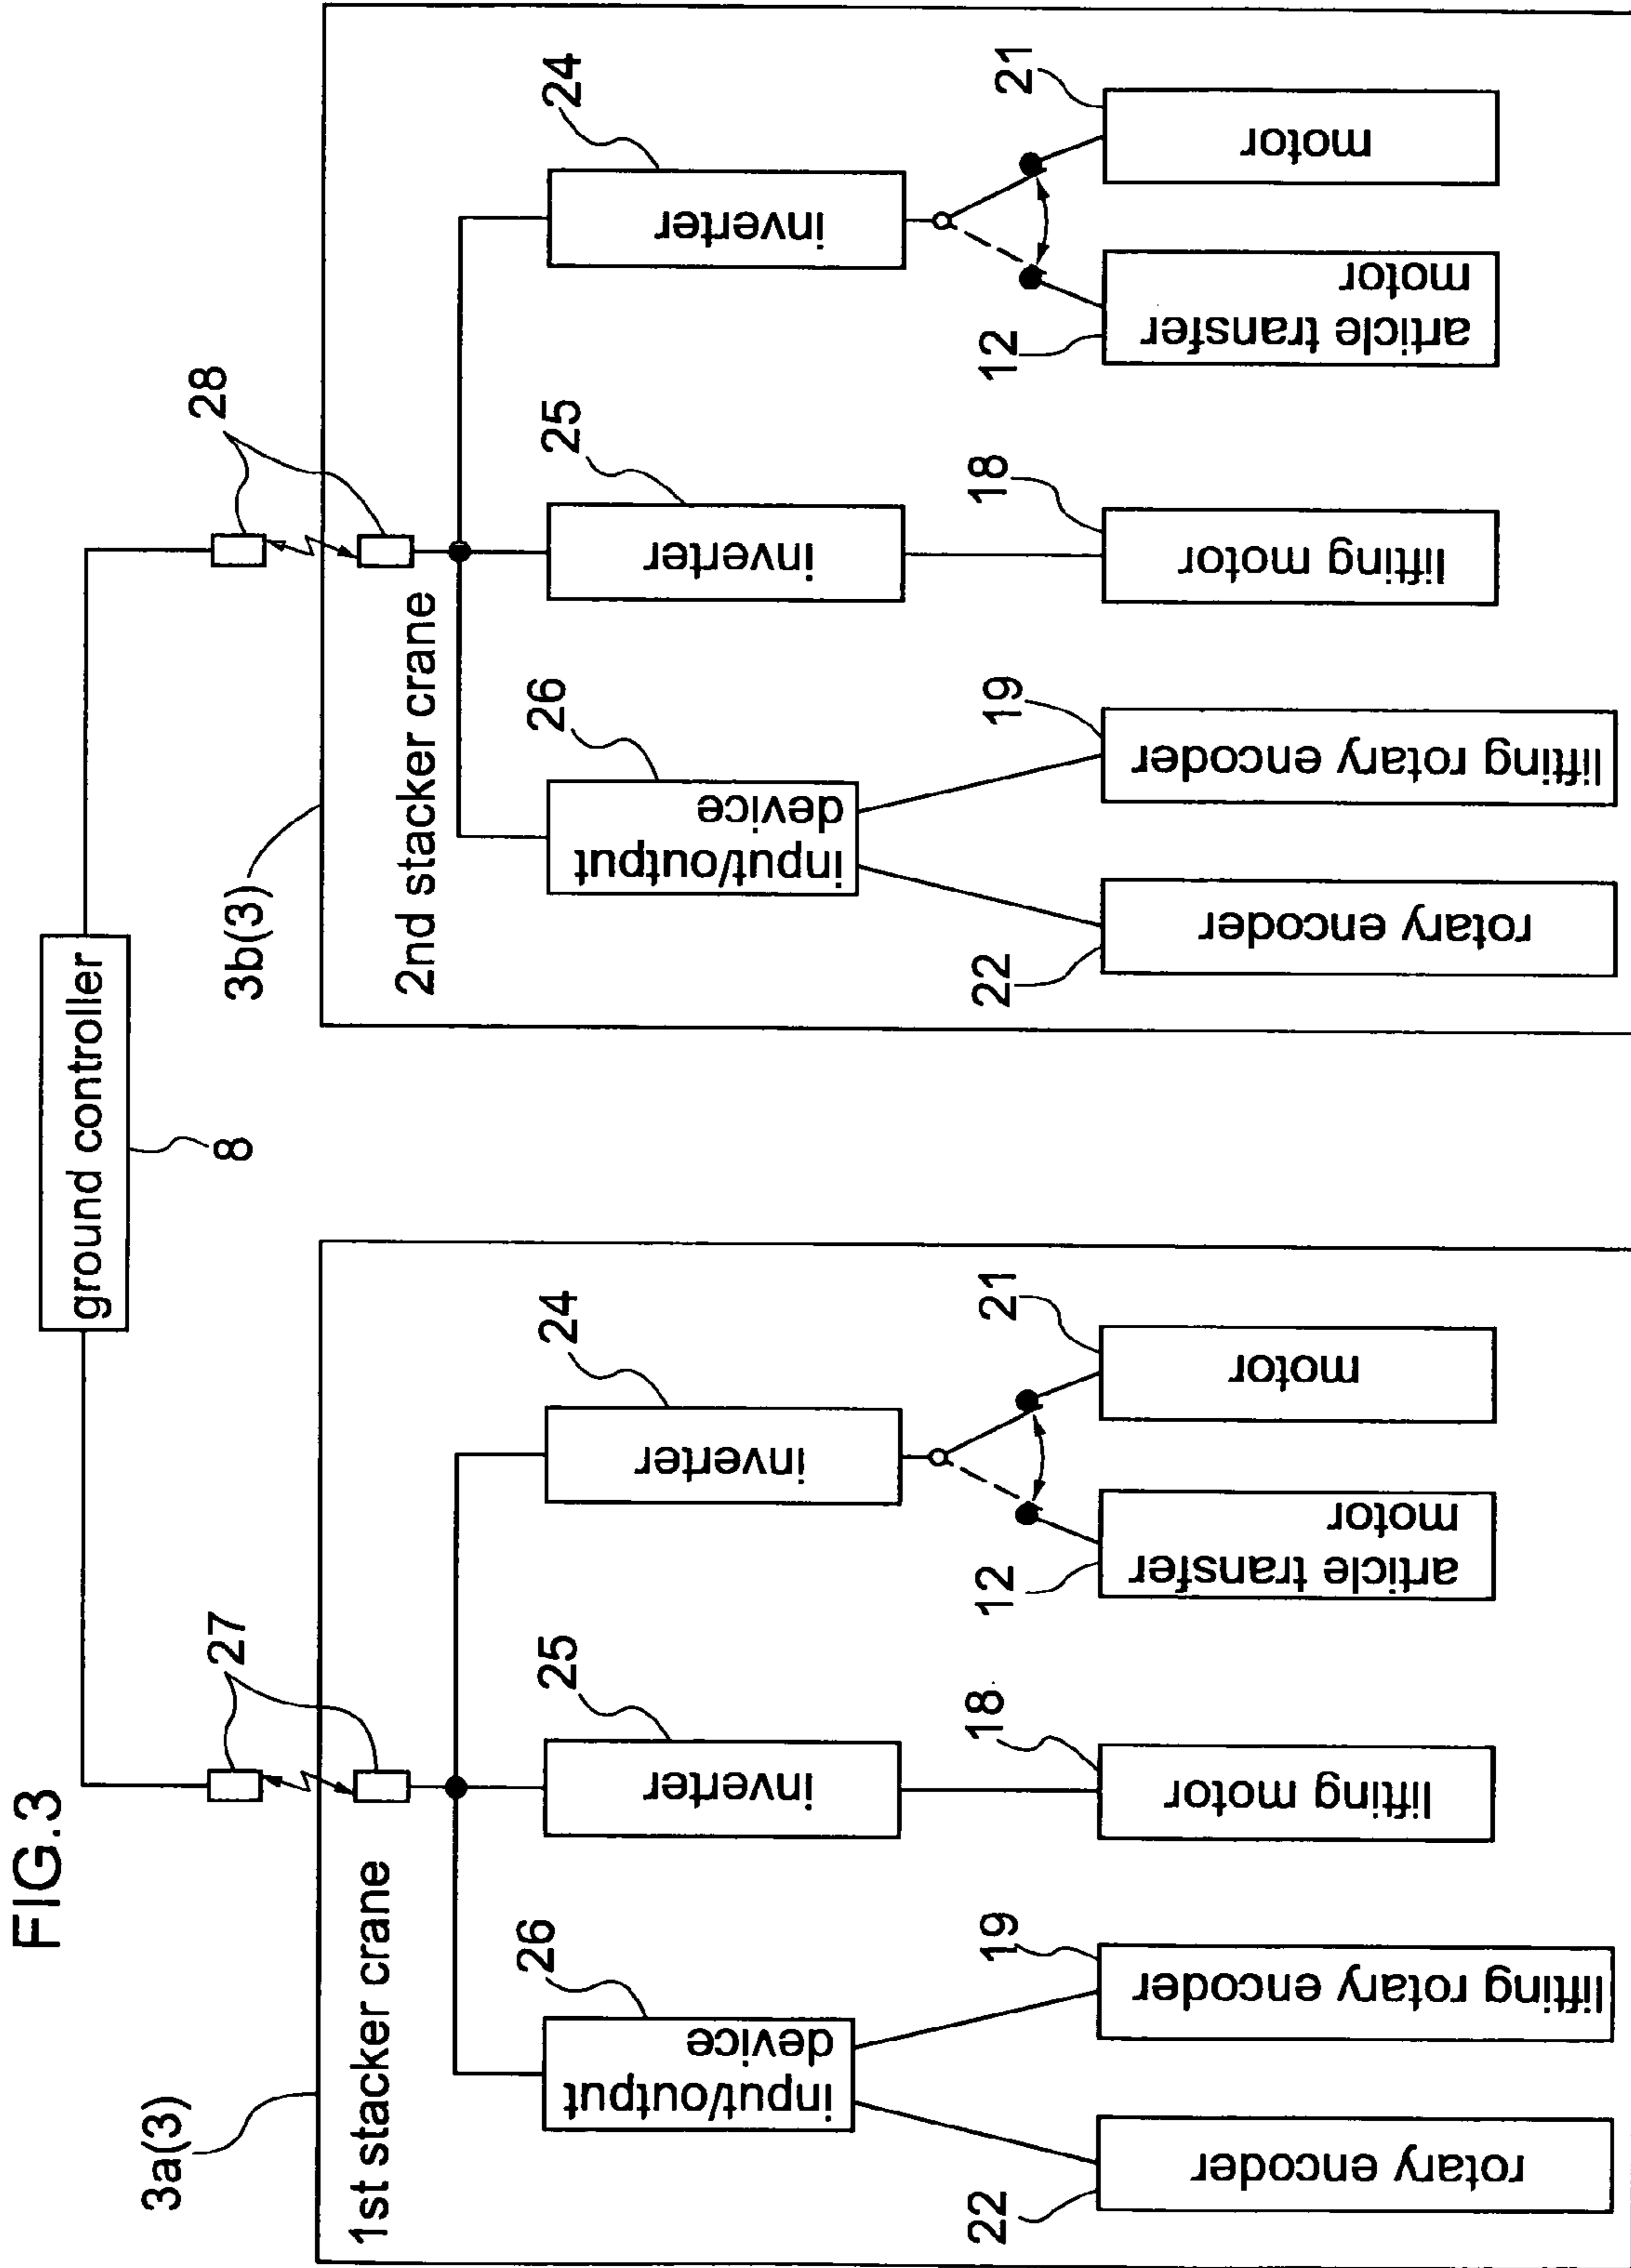 FIG.3
ground controller
8
3a(3)
27
1st stacker crane
26
25
24
input/output
device
inverter
inverter
22
19
18
12
21
rotary encoder
lifting rotary encoder
lifting motor
article transfer
motor
motor
3b(3)
28
2nd stacker crane
26
25
24
input/output
device
inverter
inverter
22
19
18
12
21
rotary encoder
lifting rotary encoder
lifting motor
article transfer
motor
motor